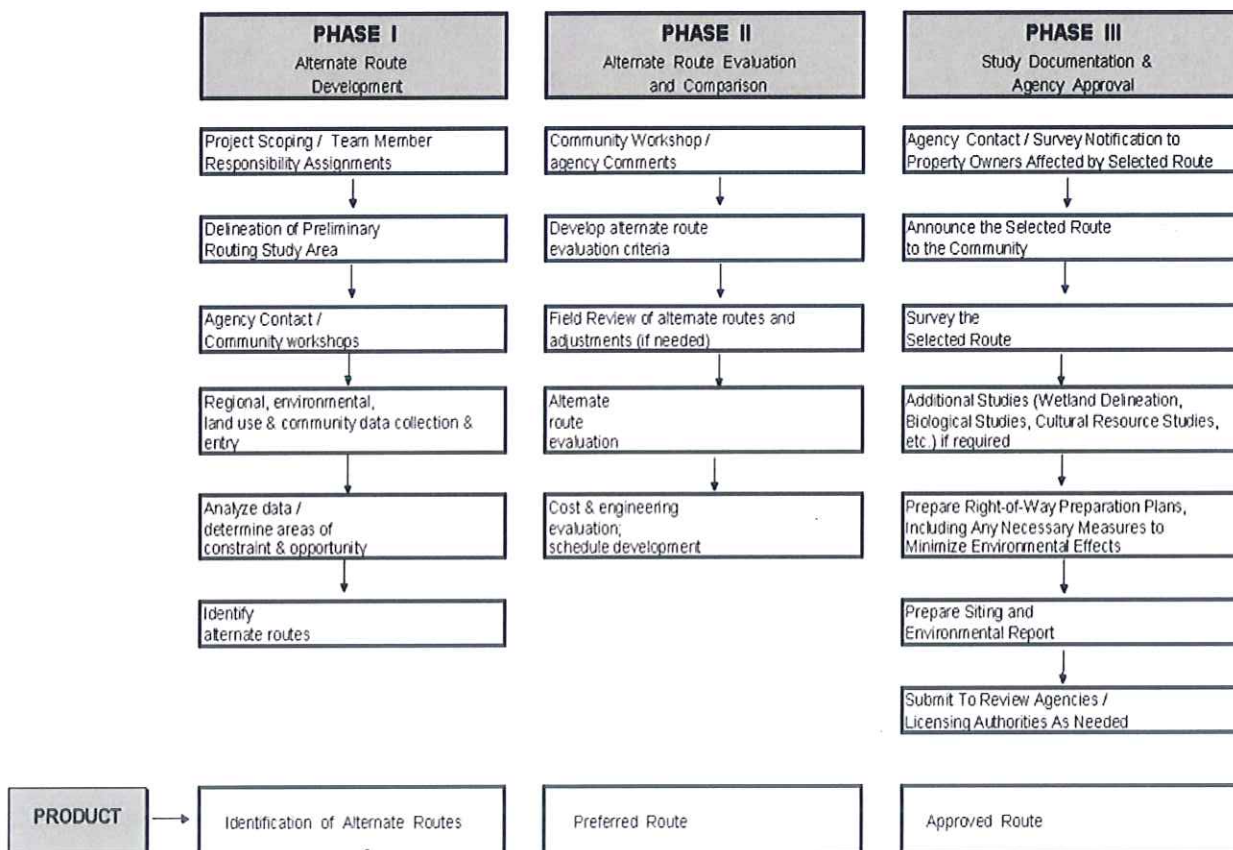 PHASE I
Alternate Route
Development
Project Scoping / Team Member
Responsibility Assignments
Delineation of Preliminary
Routing Study Area
Agency Contact /
Community workshops
Regional, environmental,
land use & community data collection &
entry
Analyze data /
determine areas of
constraint & opportunity
Identify
alternate routes
PHASE II
Alternate Route Evaluation
and Comparison
Community Workshop /
agency Comments
Develop alternate route
evaluation criteria
Field Review of alternate routes and
adjustments (if needed)
Alternate
route
evaluation
Cost & engineering
evaluation;
schedule development
PHASE III
Study Documentation &
Agency Approval
Agency Contact / Survey Notification to
Property Owners Affected by Selected Route
Announce the Selected Route
to the Community
Survey the
Selected Route
Additional Studies (Wetland Delineation,
Biological Studies, Cultural Resource Studies,
etc.) if required
Prepare Right-of-Way Preparation Plans,
Including Any Necessary Measures to
Minimize Environmental Effects
Prepare Siting and
Environmental Report
Submit To Review Agencies /
Licensing Authorities As Needed
PRODUCT
Identification of Alternate Routes
Preferred Route
Approved Route